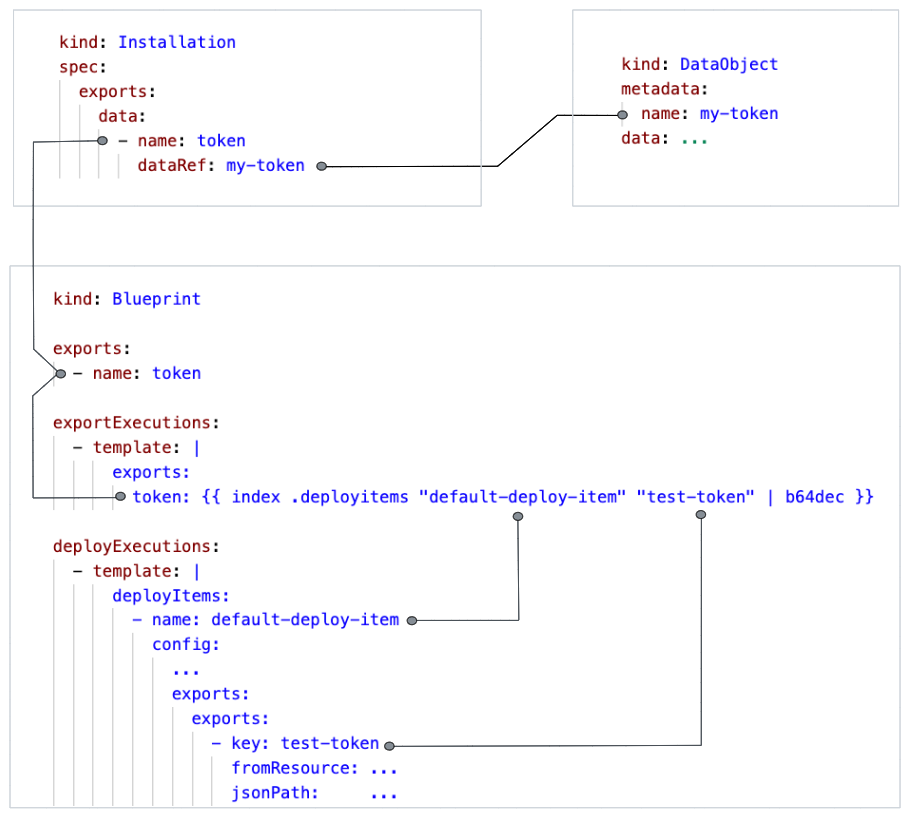 kind: Installation
spec:
exports:
data:
- name: token
dataRef: my-token
kind: DataObject
metadata:
name: my-token
data: ...
kind: Blueprint
exports:
- name: token
exportExecutions:
- template: |
exports:
token: {{ index .deployitems "default-deploy-item" "test-token" | b64dec }}
deployExecutions:
- template: |
deployItems:
- name: default-deploy-item
config:
...
exports:
exports:
- key: test-token
fromResource: ...
jsonPath: ...